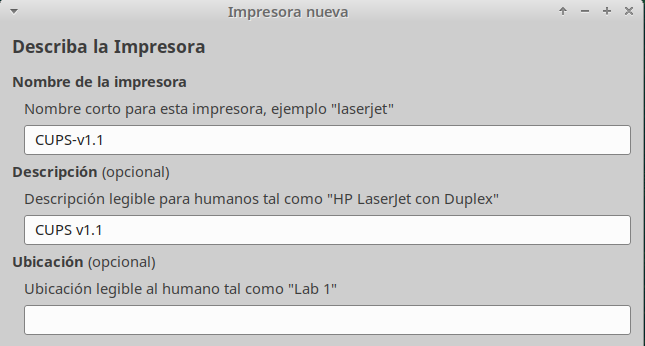 Impresora nueva
Describa la Impresora
Nombre de la impresora
Nombre corto para esta impresora, ejemplo "laserjet"
CUPS-v1.1
Descripción (opcional)
Descripción legible para humanos tal como "HP LaserJet con Duplex"
CUPS v1.1
Ubicación (opcional)
Ubicación legible al humano tal como "Lab 1"